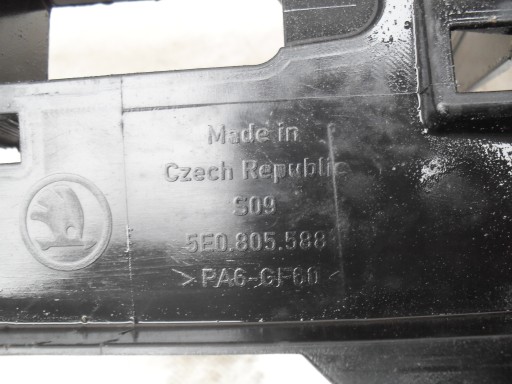 Made in
Czech Republic
S09
5E0.805.588
>PA6-GF60<